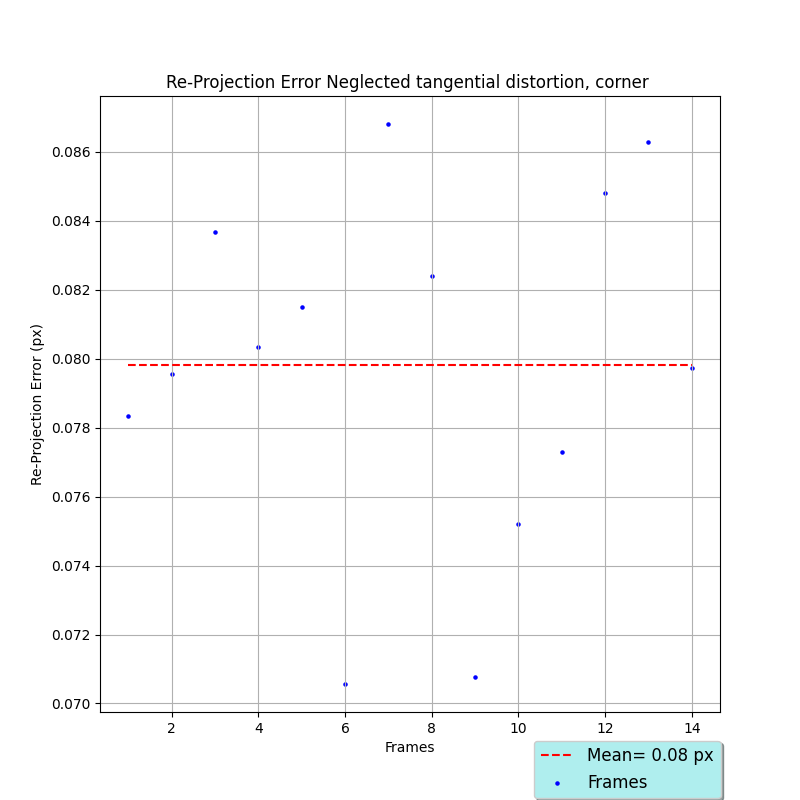 Re-Projection Error Neglected tangential distortion, corner
Re-Projection Error (px)
0.086
0.084
0.082
0.080
0.078
0.076
0.074
0.072
0.070
2 4 6 8 10 12 14
Frames
Mean= 0.08 px
Frames